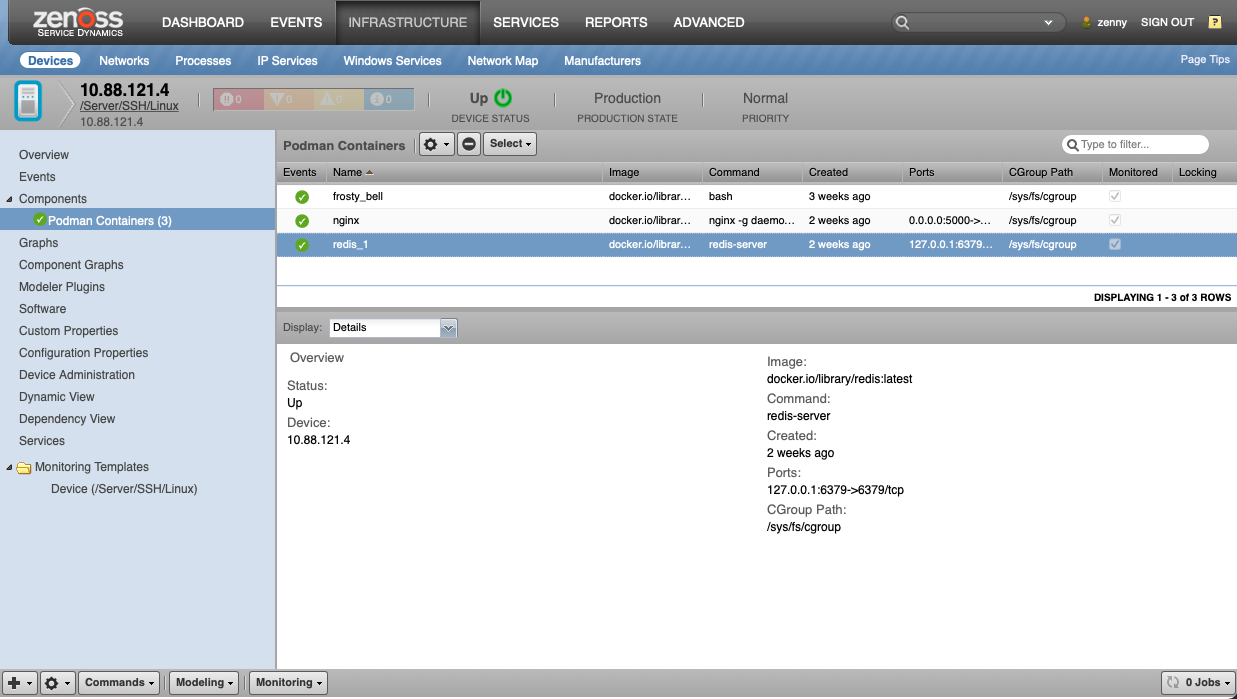 zenoss
SERVICE DYNAMICS
DASHBOARD EVENTS INFRASTRUCTURE SERVICES REPORTS ADVANCED
zenny SIGN OUT ?
Devices Networks Processes IP Services Windows Services Network Map Manufacturers Page Tips
10.88.121.4
/Server/SSH/Linux
10.88.121.4
0 0 0 0
Up
DEVICE STATUS
Production
PRODUCTION STATE
Normal
PRIORITY
Overview
Events
Components
Podman Containers (3)
Graphs
Component Graphs
Modeler Plugins
Software
Custom Properties
Configuration Properties
Device Administration
Dynamic View
Dependency View
Services
Monitoring Templates
Device (/Server/SSH/Linux)
Podman Containers Select Type to filter...
Events Name Image Command Created Ports CGroup Path Monitored Locking
frosty_bell docker.io/librar... bash 3 weeks ago /sys/fs/cgroup
nginx docker.io/librar... nginx -g daemo... 2 weeks ago 0.0.0.0:5000->... /sys/fs/cgroup
redis_1 docker.io/librar... redis-server 2 weeks ago 127.0.0.1:6379... /sys/fs/cgroup
DISPLAYING 1 - 3 of 3 ROWS
Display: Details
Overview
Status:
Up
Device:
10.88.121.4
Image:
docker.io/library/redis:latest
Command:
redis-server
Created:
2 weeks ago
Ports:
127.0.0.1:6379->6379/tcp
CGroup Path:
/sys/fs/cgroup
Commands Modeling Monitoring 0 Jobs